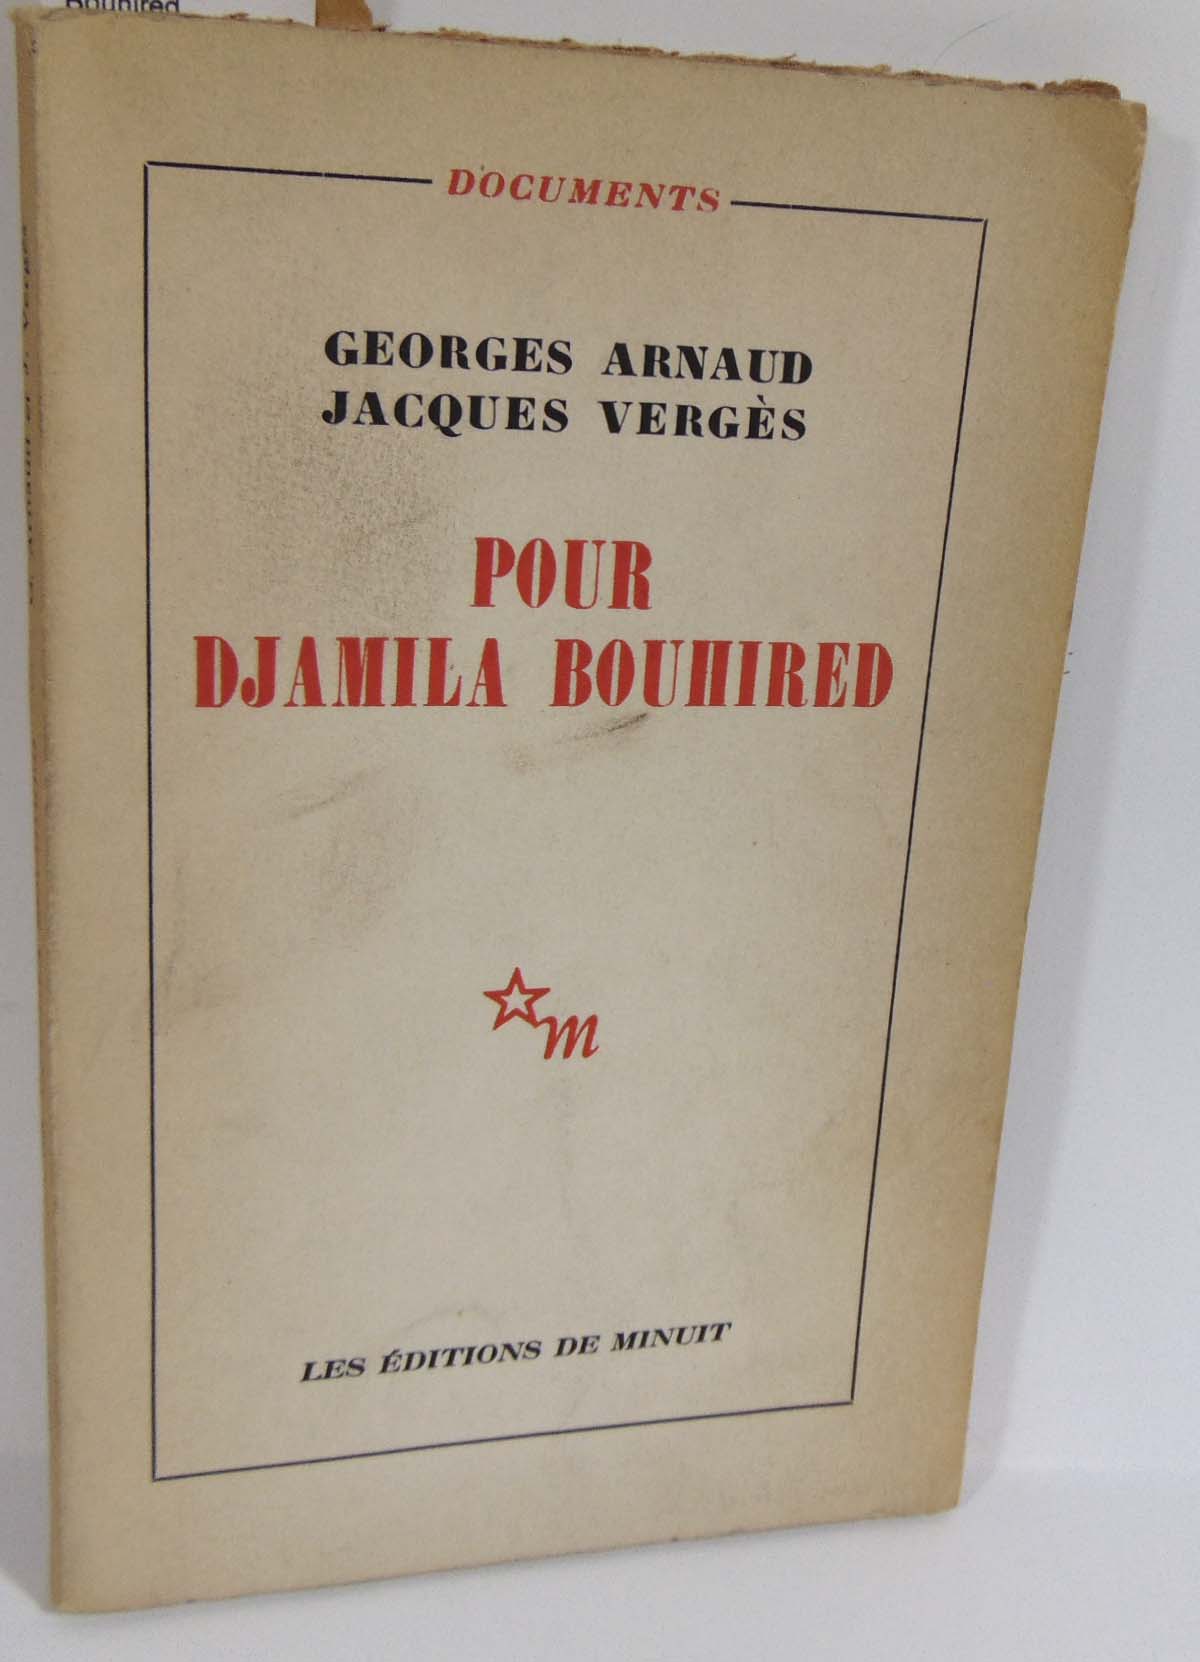 Bouhired
DOCUMENTS
GEORGES ARNAUD
JACQUES VERGÈS
POUR
DJAMILA BOUHIRED
m
LES ÉDITIONS DE MINUIT